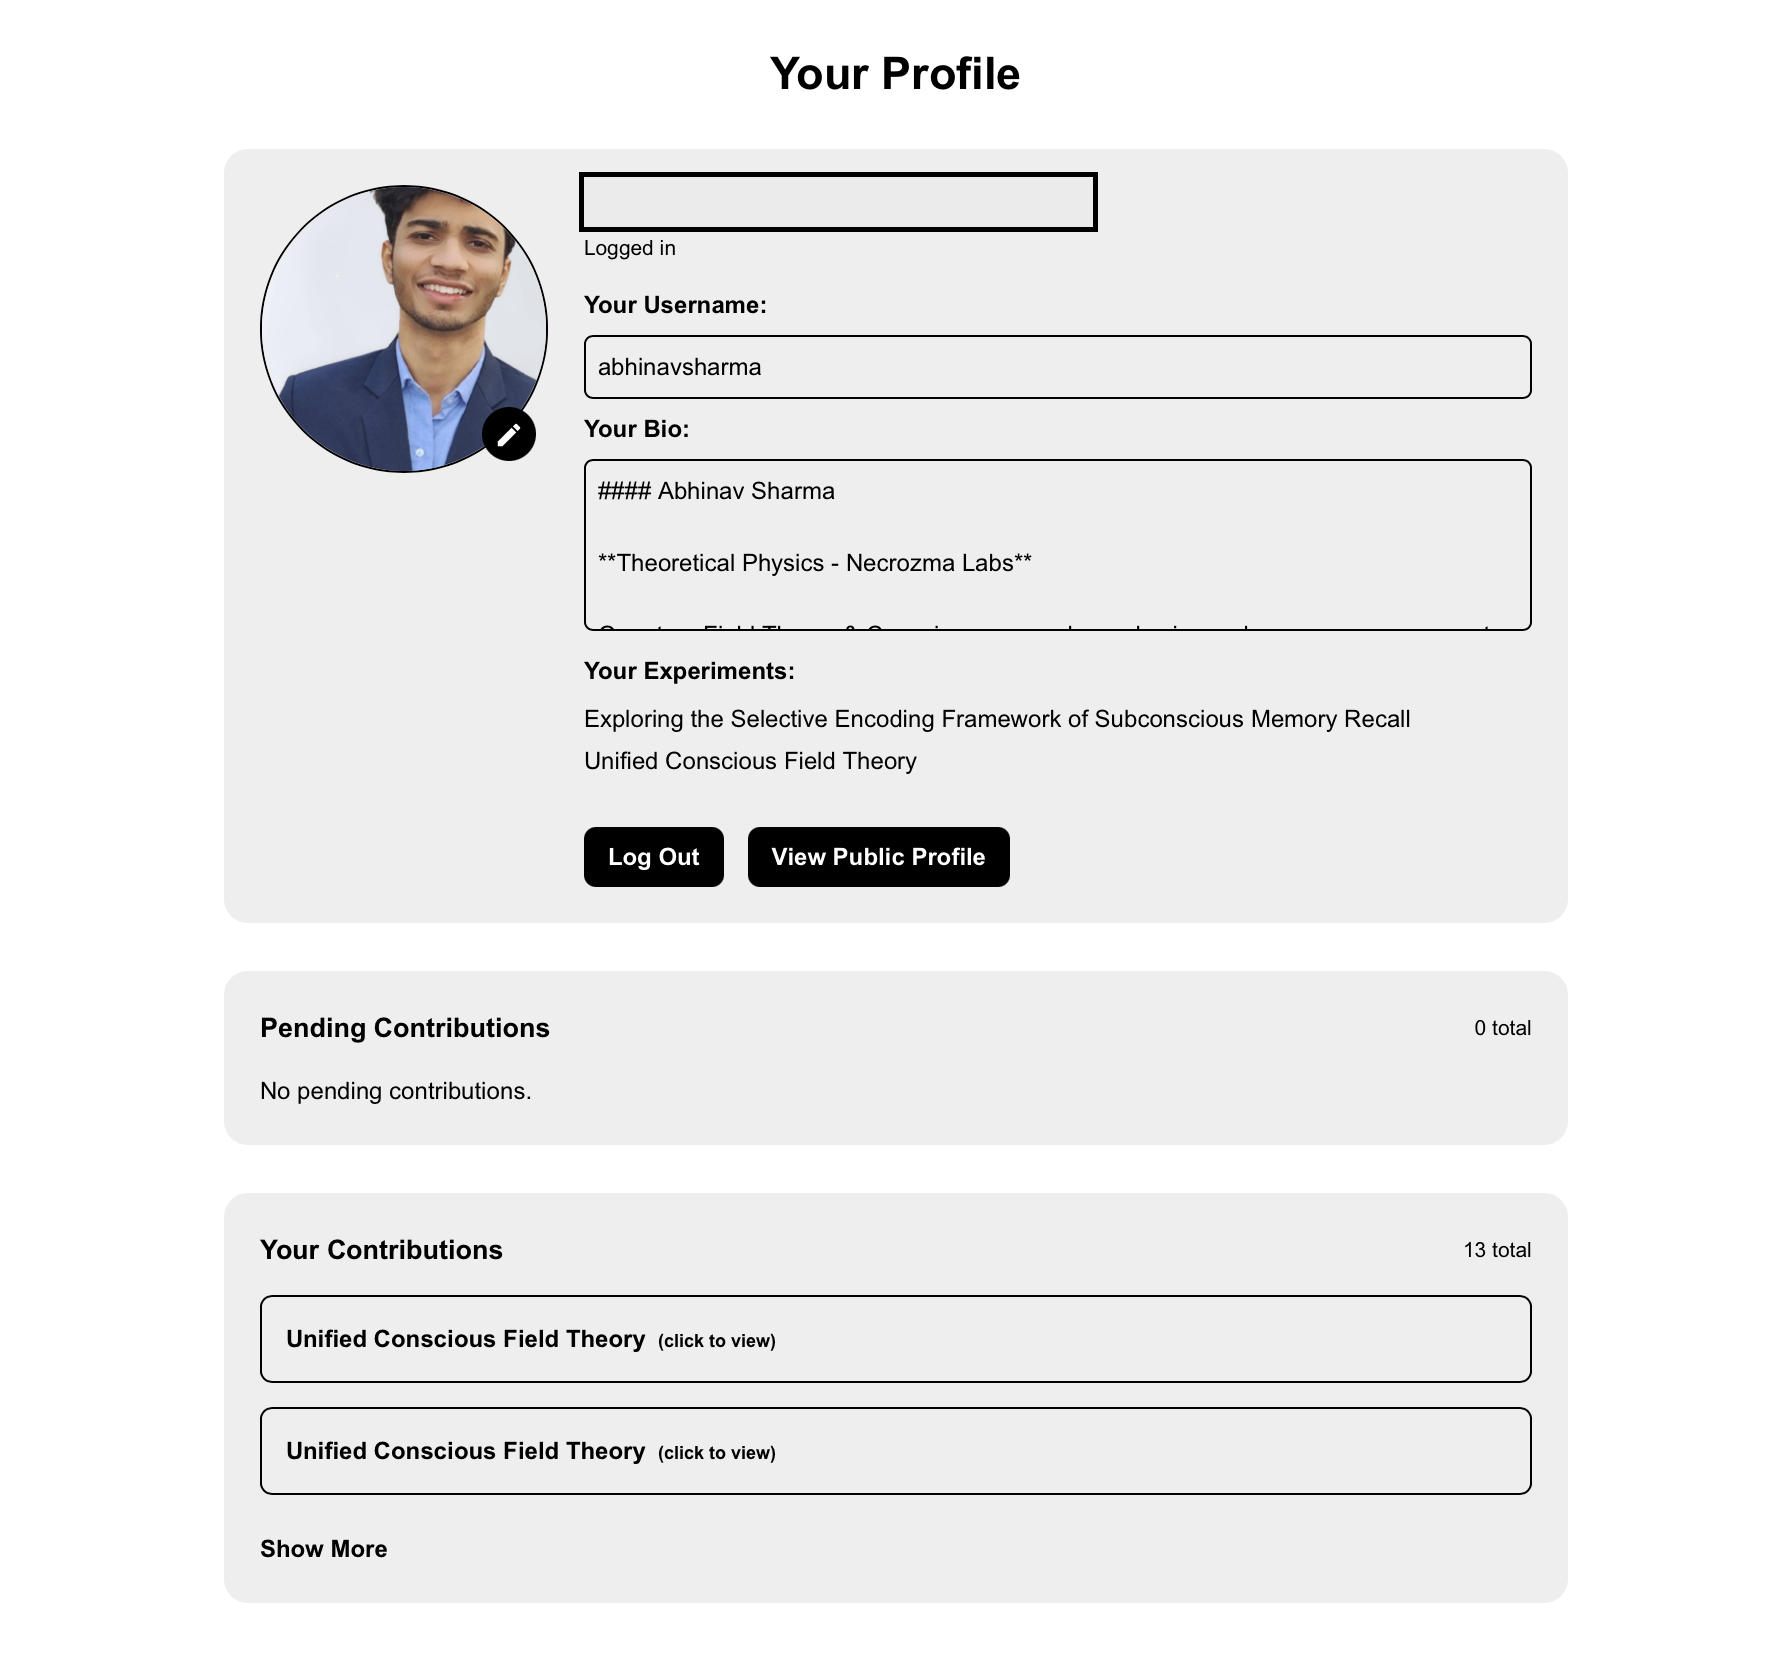 Your Profile
Logged in
Your Username:
abhinavsharma
Your Bio:
#### Abhinav Sharma
**Theoretical Physics - Necrozma Labs**
Your Experiments:
Exploring the Selective Encoding Framework of Subconscious Memory Recall
Unified Conscious Field Theory
Log Out
View Public Profile
Pending Contributions
0 total
No pending contributions.
Your Contributions
13 total
Unified Conscious Field Theory (click to view)
Unified Conscious Field Theory (click to view)
Show More